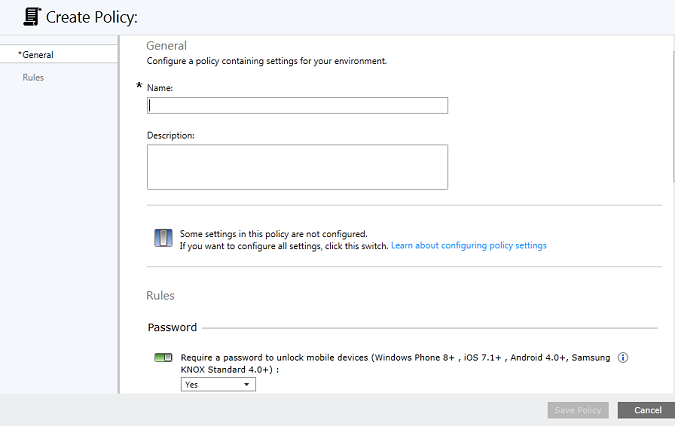 Create Policy:
*General
Rules
General
Configure a policy containing settings for your environment.
* Name:
Description:
Some settings in this policy are not configured.
If you want to configure all settings, click this switch. Learn about configuring policy settings
Rules
Password
Require a password to unlock mobile devices (Windows Phone 8+ , iOS 7.1+ , Android 4.0+, Samsung
KNOX Standard 4.0+) :
Yes
Save Policy
Cancel